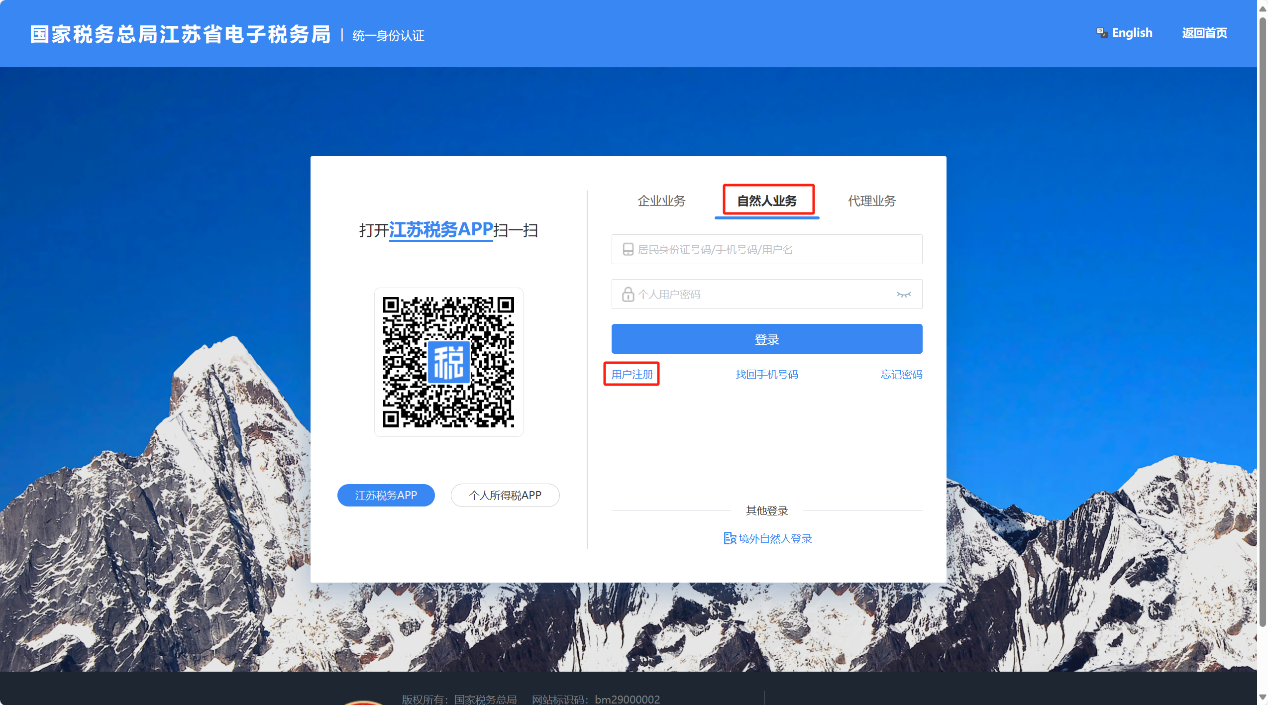 国家税务总局江苏省电子税务局 | 统一身份认证
English 返回首页
打开江苏税务APP扫一扫
税
江苏税务APP 个人所得税APP
企业业务 自然人业务 代理业务
居民身份证号码/手机号码/用户名
个人用户密码
登录
用户注册 找回手机号码 忘记密码
其他登录
境外自然人登录
版权所有：国家税务总局 网站标识码：bm29000002